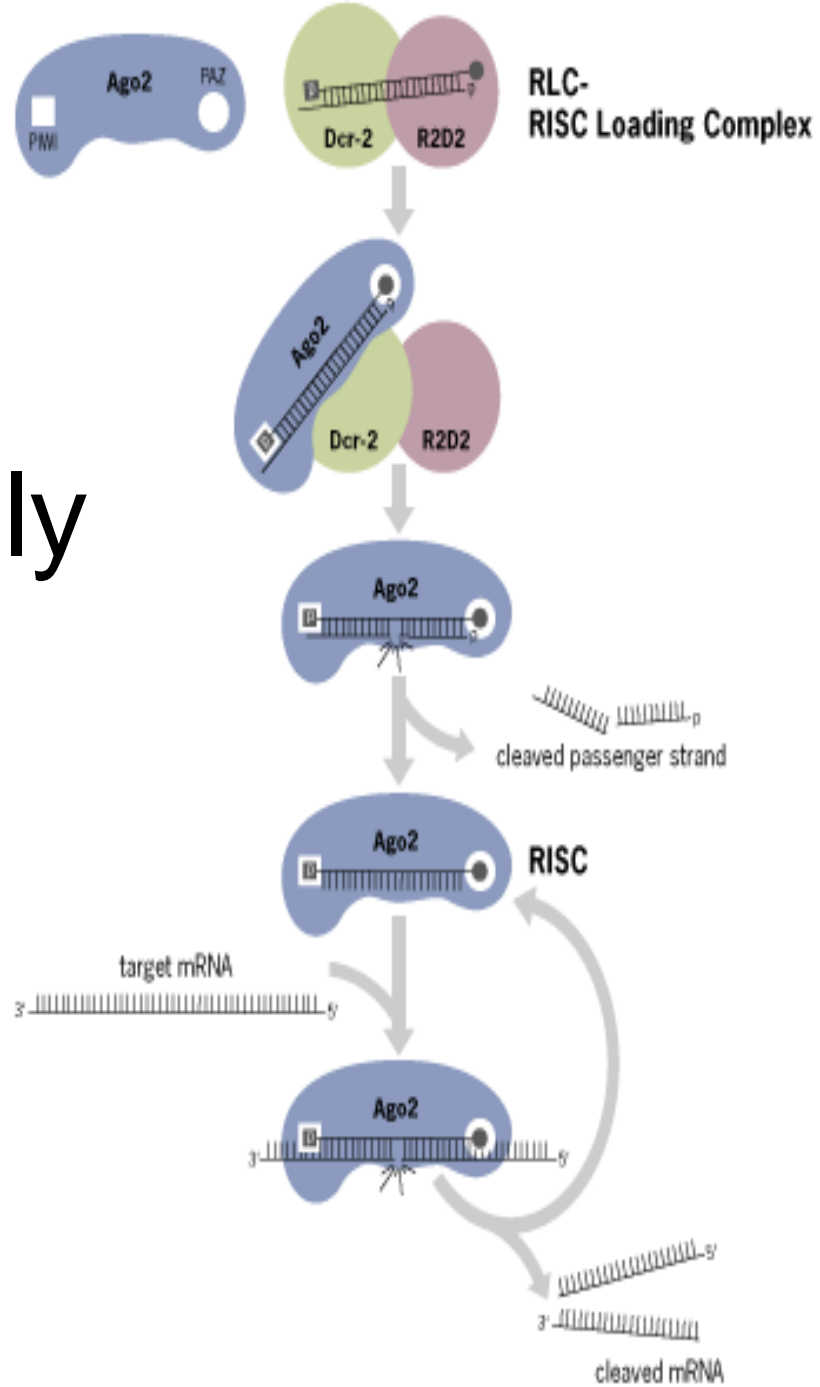 Ago2
PAZ
PIWI
P
P
Dcr-2
R2D2
RLC-
RISC Loading Complex
Ago2
P
P
Dcr-2
R2D2
ly
Ago2
P
P
P
cleaved passenger strand
Ago2
P
RISC
target mRNA
3'
5'
Ago2
P
3'
5'
5'
3'
cleaved mRNA